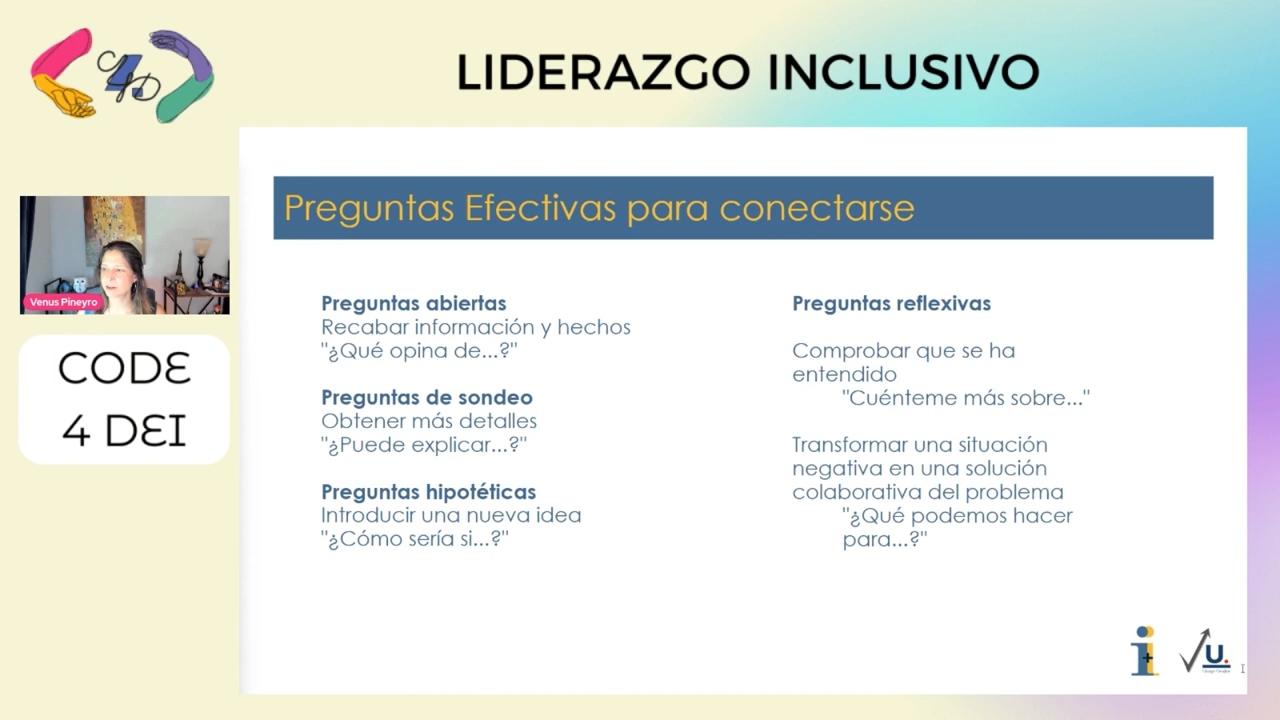 LIDERAZGO INCLUSIVO
Preguntas Efectivas para conectarse
Venus Pineyro
CODE
4 DEI
Preguntas abiertas
Recabar información y hechos
"¿Qué opina de...?"
Preguntas de sondeo
Obtener más detalles
"¿Puede explicar...?"
Preguntas hipotéticas
Introducir una nueva idea
"¿Cómo sería si...?"
Preguntas reflexivas
Comprobar que se ha
entendido
"Cuénteme más sobre..."
Transformar una situación
negativa en una solución
colaborativa del problema
"¿Qué podemos hacer
para...?"
i+
U.